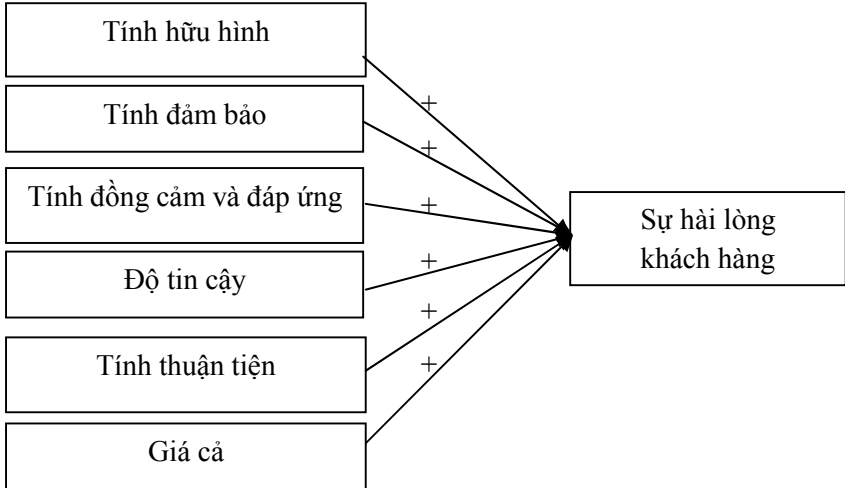 Tính hữu hình
+
Tính đảm bảo
+
Tính đồng cảm và đáp ứng
+
Sự hài lòng
khách hàng
Độ tin cậy
+
+
Tính thuận tiện
+
Giá cả